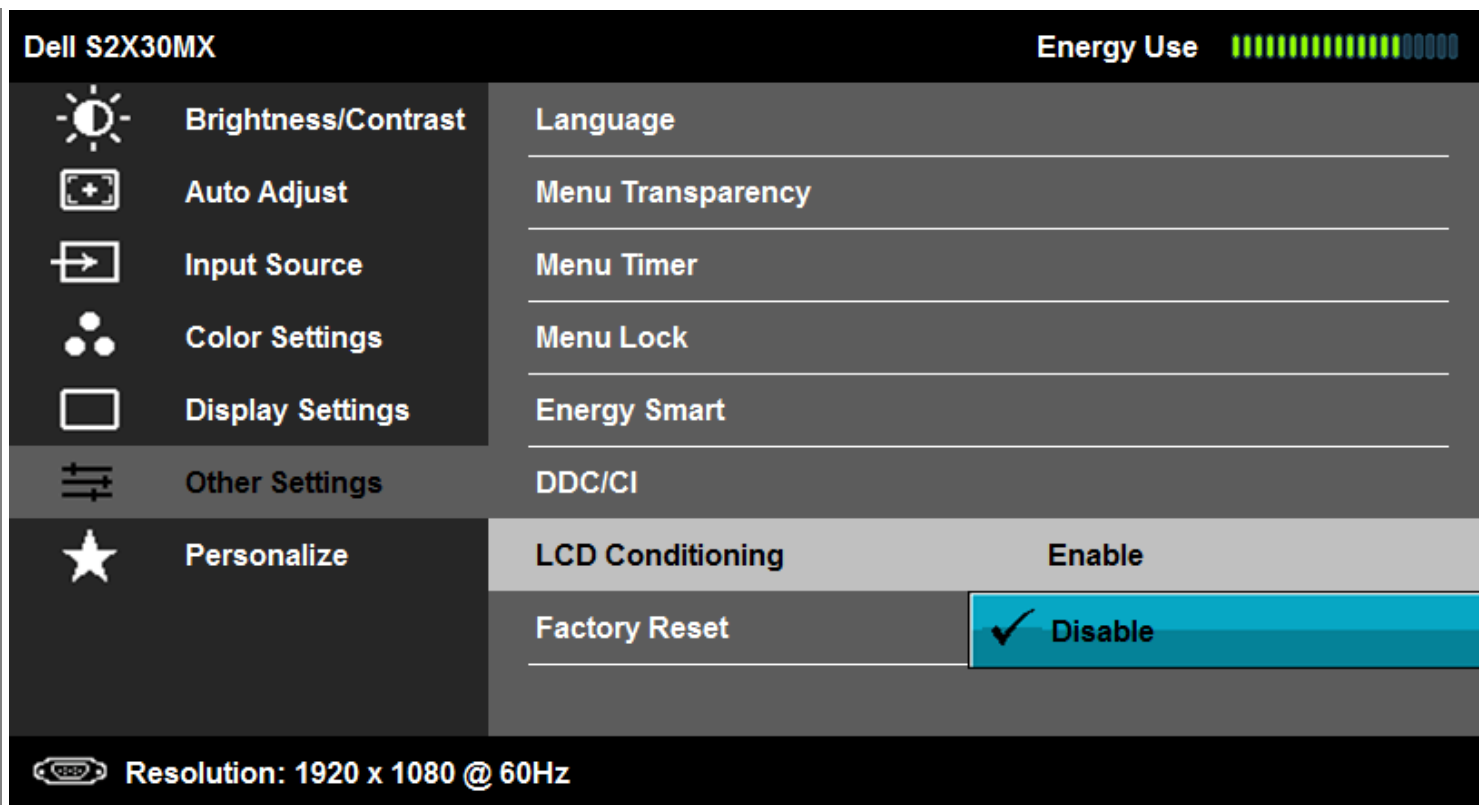 Dell S2X30MX Energy Use
Brightness/Contrast Language
Auto Adjust Menu Transparency
Input Source Menu Timer
Color Settings Menu Lock
Display Settings Energy Smart
Other Settings DDC/CI
Personalize LCD Conditioning Enable
Factory Reset Disable
Resolution: 1920 x 1080 @ 60Hz